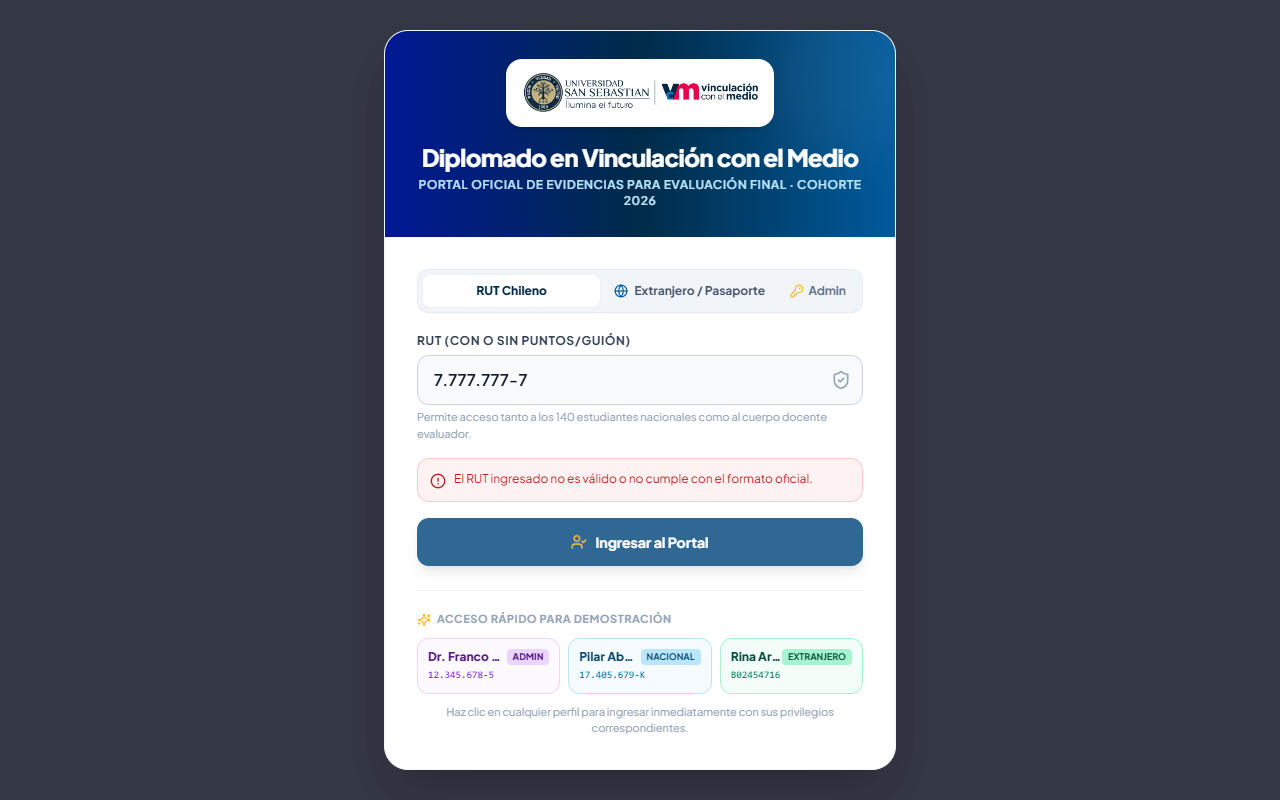 UNIVERSIDAD
SAN SEBASTIAN
Ilumina el futuro
vm vinculación
con el medio
Diplomado en Vinculación con el Medio
PORTAL OFICIAL DE EVIDENCIAS PARA EVALUACIÓN FINAL · COHORTE
2026
RUT Chileno
Extranjero / Pasaporte
Admin
RUT (CON O SIN PUNTOS/GUIÓN)
7.777.777-7
Permite acceso tanto a los 140 estudiantes nacionales como al cuerpo docente
evaluador.
El RUT ingresado no es válido o no cumple con el formato oficial.
Ingresar al Portal
ACCESO RÁPIDO PARA DEMOSTRACIÓN
Dr. Franco ... ADMIN
12.345.678-5
Pilar Ab... NACIONAL
17.405.679-K
Rina Ar... EXTRANJERO
B02454716
Haz clic en cualquier perfil para ingresar inmediatamente con sus privilegios
correspondientes.